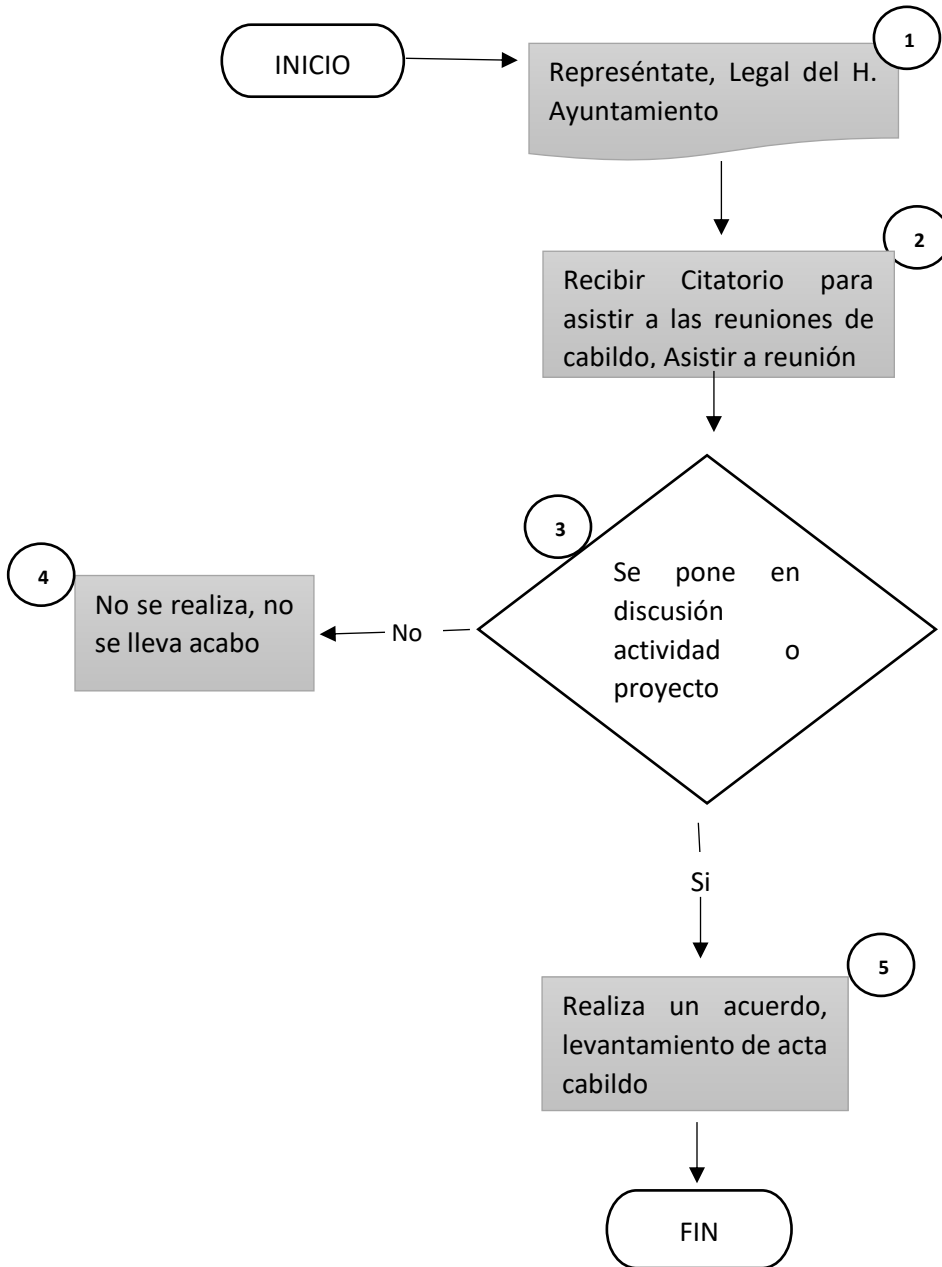 INICIO
1
Represéntate, Legal del H.
Ayuntamiento
2
Recibir Citatorio para
asistir a las reuniones de
cabildo, Asistir a reunión
3
Se pone en
discusión
actividad o
proyecto
4
No se realiza, no
se lleva acabo
No
Si
5
Realiza un acuerdo,
levantamiento de acta
cabildo
FIN